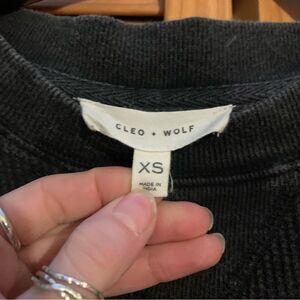 CLEO + WOLF
XS
MADE IN
INDIA